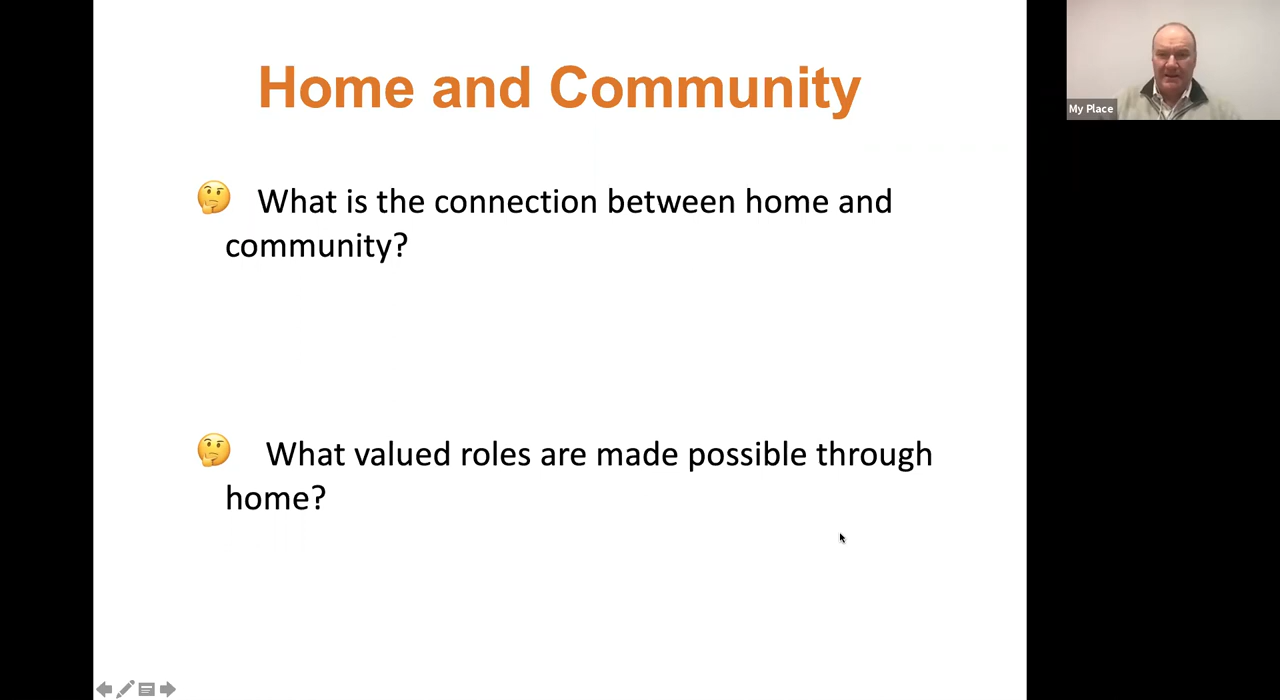 Home and Community
🤔 What is the connection between home and
community?
🤔 What valued roles are made possible through
home?
My Place